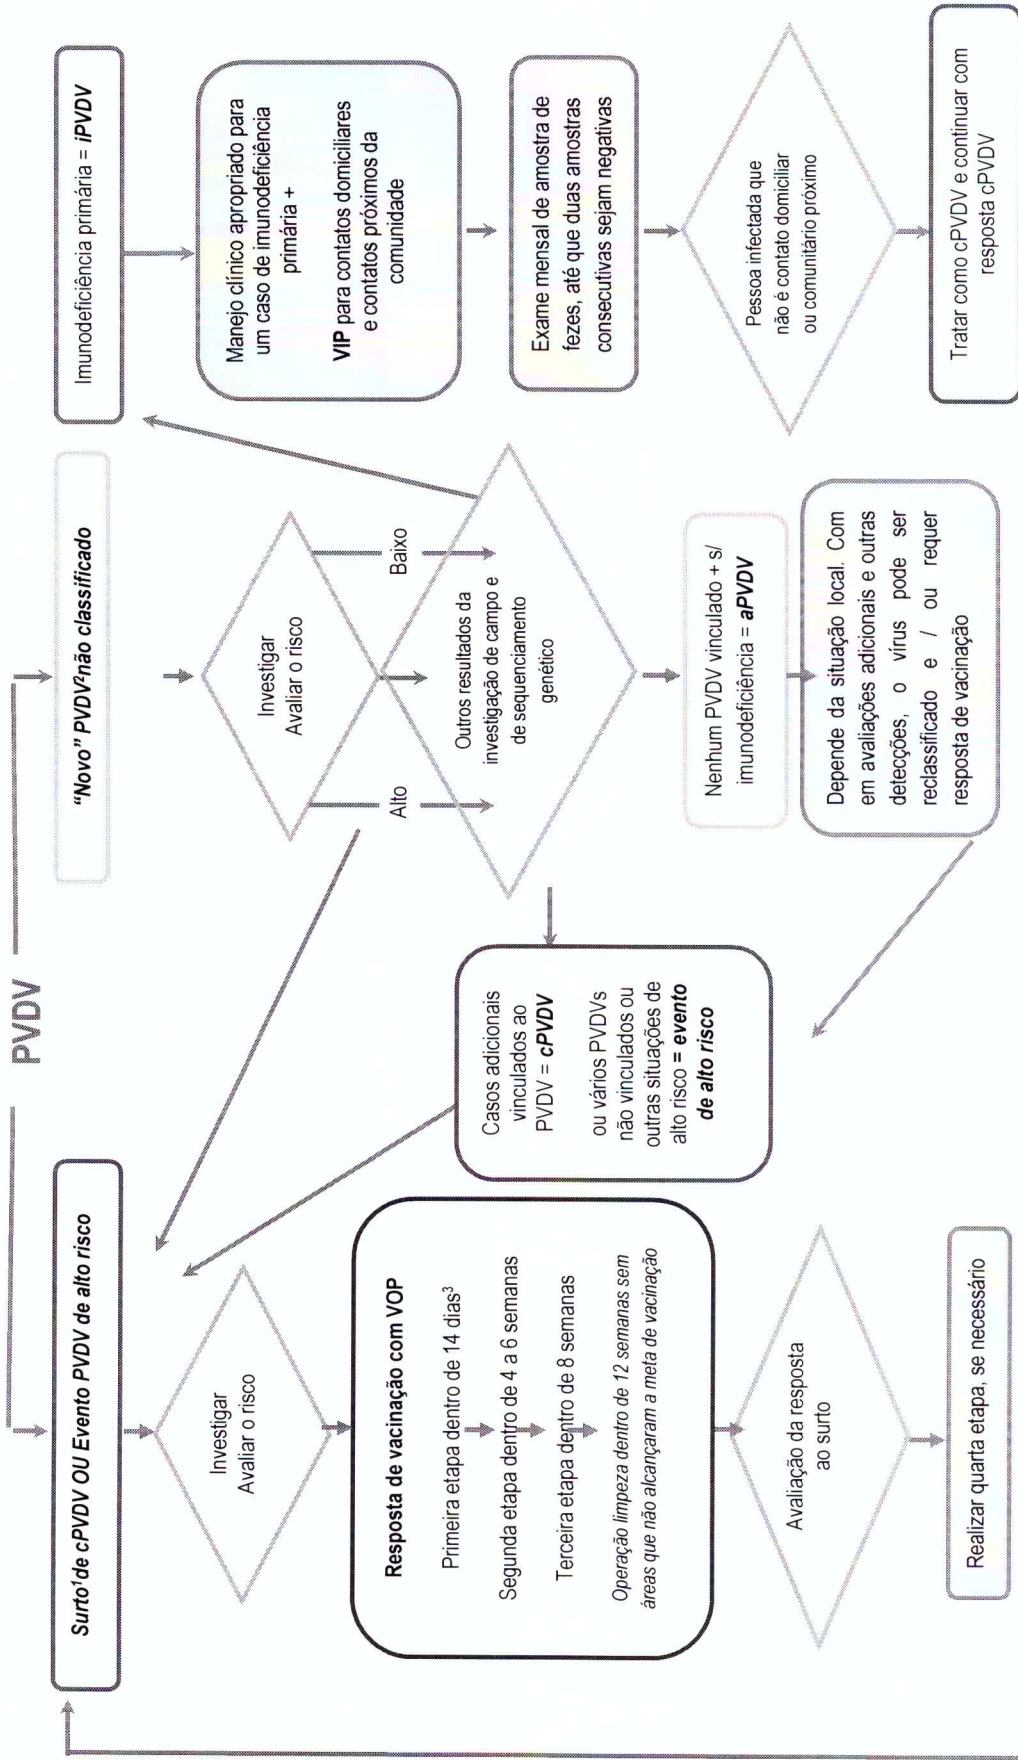 PVDV
Surto¹ de cPVDV OU Evento PVDV de alto risco
Investigar
Avaliar o risco
Resposta de vacinação com VOP
Primeira etapa dentro de 14 dias³
Segunda etapa dentro de 4 a 6 semanas
Terceira etapa dentro de 8 semanas
Operação limpeza dentro de 12 semanas sem
áreas que não alcançaram a meta de vacinação
Avaliação da resposta
ao surto
Realizar quarta etapa, se necessário
"Novo" PVDV² não classificado
Investigar
Avaliar o risco
Alto
Baixo
Outros resultados da
investigação de campo e
de sequenciamento
genético
Casos adicionais
vinculados ao
PVDV = cPVDV
ou vários PVDVs
não vinculados ou
outras situações de
alto risco = evento
de alto risco
Nenhum PVDV vinculado + s/
imunodeficiência = aPVDV
Depende da situação local. Com
em avaliações adicionais e outras
detecções, o vírus pode ser
reclassificado e / ou requer
resposta de vacinação
Imunodeficiência primária = iPVDV
Manejo clínico apropriado para
um caso de imunodeficiência
primária +
VIP para contatos domiciliares
e contatos próximos da
comunidade
Exame mensal de amostra de
fezes, até que duas amostras
consecutivas sejam negativas
Pessoa infectada que
não é contato domiciliar
ou comunitário próximo
Tratar como cPVDV e continuar com
resposta cPVDV